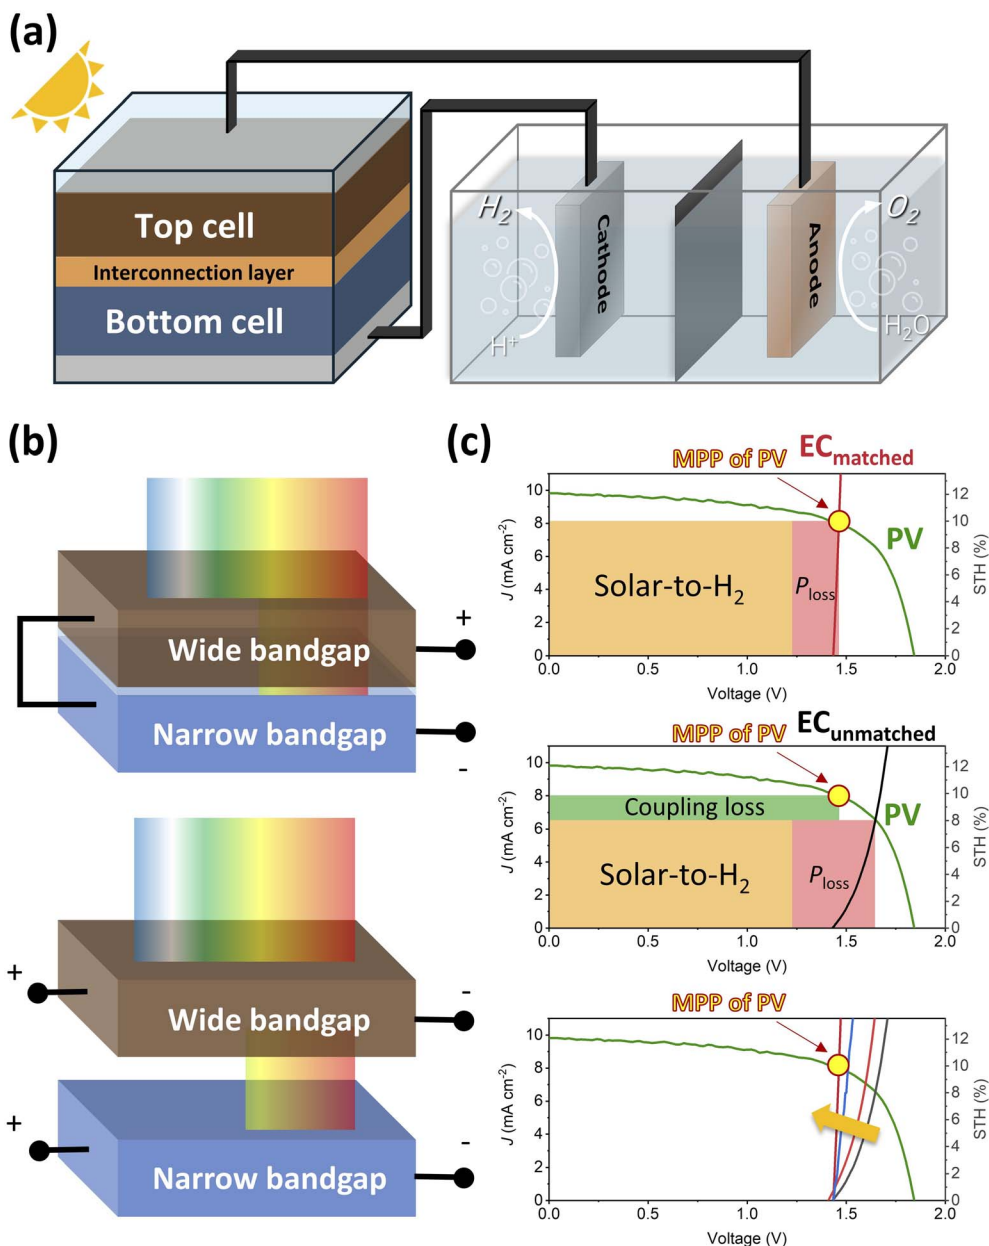 (a)
Top cell
Interconnection layer
Bottom cell
H2
H+
Cathode
Anode
O2
H2O
(b)
Wide bandgap
+
Narrow bandgap
-
+
Wide bandgap
-
+
Narrow bandgap
-
(c)
MPP of PV
ECmatched
PV
Solar-to-H2
Ploss
J (mA cm-2)
10
8
6
4
2
0
0.0 0.5 1.0 1.5 2.0
Voltage (V)
STH (%)
12
10
8
6
4
2
0
MPP of PV
ECunmatched
Coupling loss
PV
Solar-to-H2
Ploss
J (mA cm-2)
10
8
6
4
2
0
0.0 0.5 1.0 1.5 2.0
Voltage (V)
STH (%)
12
10
8
6
4
2
0
MPP of PV
J (mA cm-2)
10
8
6
4
2
0
0.0 0.5 1.0 1.5 2.0
Voltage (V)
STH (%)
12
10
8
6
4
2
0